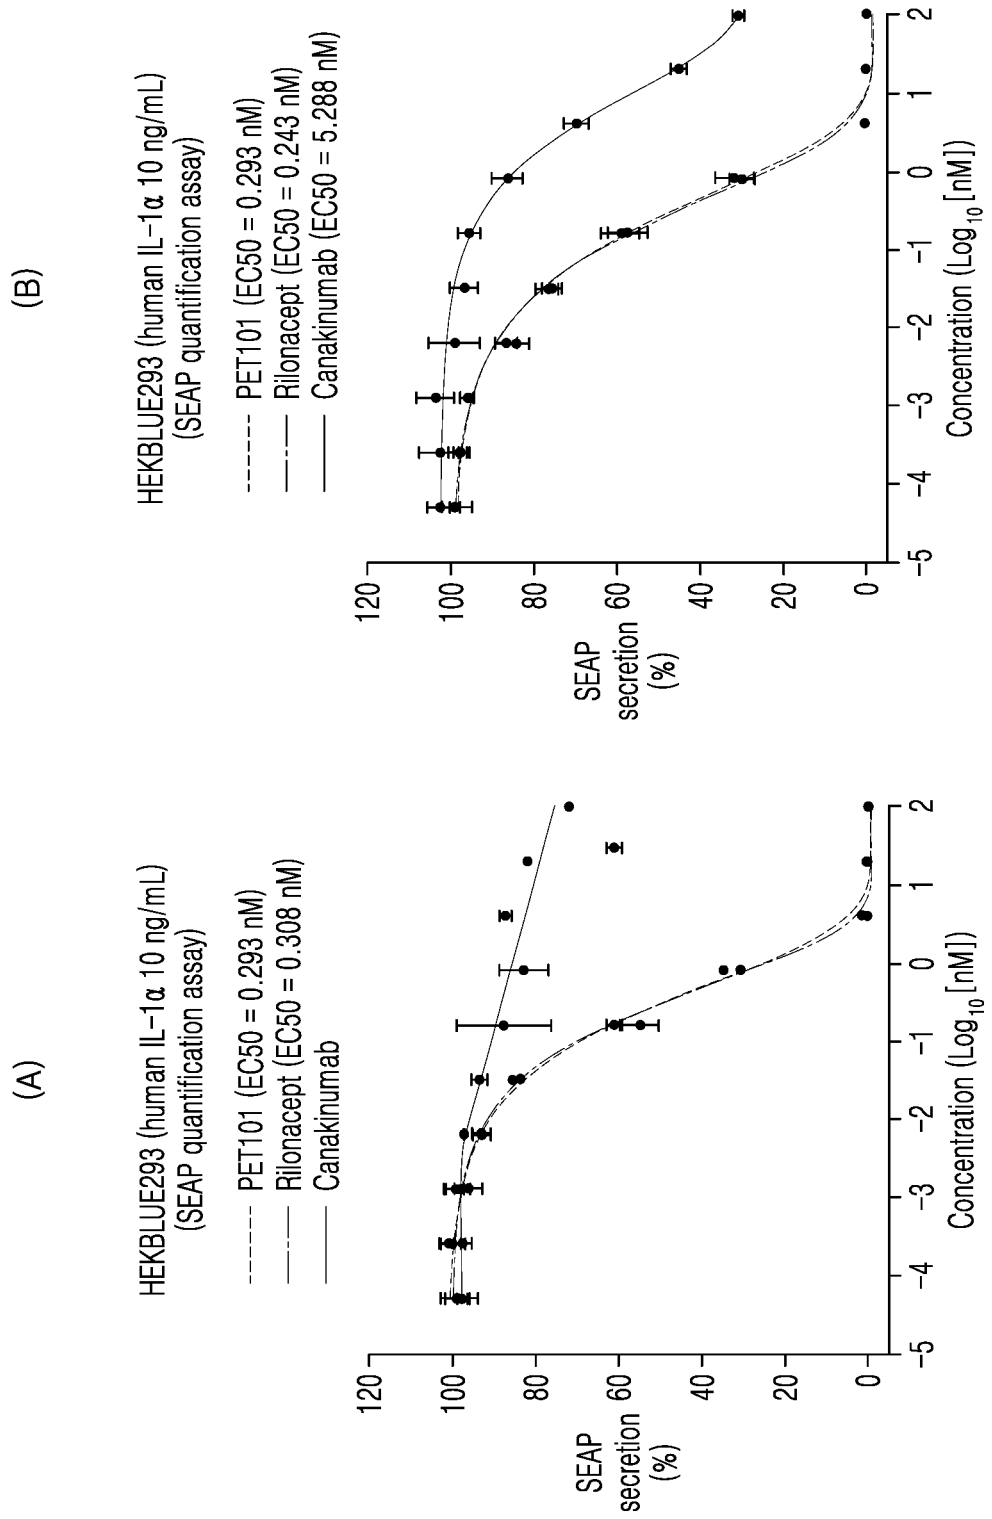 (A)
HEKBLUE293 (human IL-1α 10 ng/mL)
(SEAP quantification assay)
PET101 (EC50 = 0.293 nM)
Rilonacept (EC50 = 0.308 nM)
Canakinumab
120
100
80
60
40
20
0
SEAP
secretion
(%)
-5
-4
-3
-2
-1
0
1
2
Concentration (Log10 [nM])
(B)
HEKBLUE293 (human IL-1α 10 ng/mL)
(SEAP quantification assay)
PET101 (EC50 = 0.293 nM)
Rilonacept (EC50 = 0.243 nM)
Canakinumab (EC50 = 5.288 nM)
120
100
80
60
40
20
0
SEAP
secretion
(%)
-5
-4
-3
-2
-1
0
1
2
Concentration (Log10 [nM])